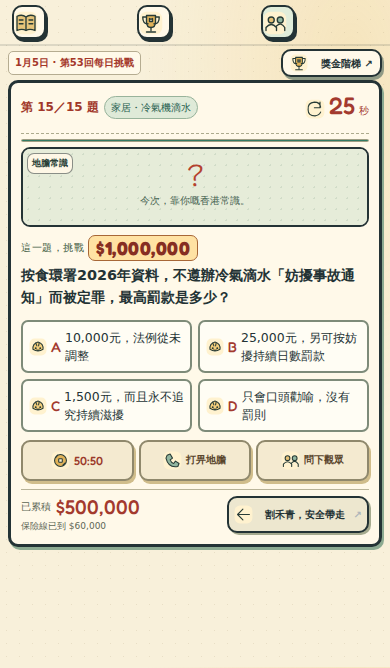 1月5日 · 第53回每日挑戰
獎金階梯 ↗
第 15／15 題
家居 · 冷氣機滴水
25 秒
地膽常識
?
今次，靠你嘅香港常識。
這一題，挑戰 $1,000,000
按食環署2026年資料，不遵辦冷氣滴水「妨擾事故通
知」而被定罪，最高罰款是多少？
A 10,000元，法例從未
調整
B 25,000元，另可按妨
擾持續日數罰款
C 1,500元，而且永不追
究持續滋擾
D 只會口頭勸喻，沒有
罰則
50:50
打畀地膽
問下觀眾
已累積 $500,000
保險線已到 $60,000
割禾青，安全帶走 ↗